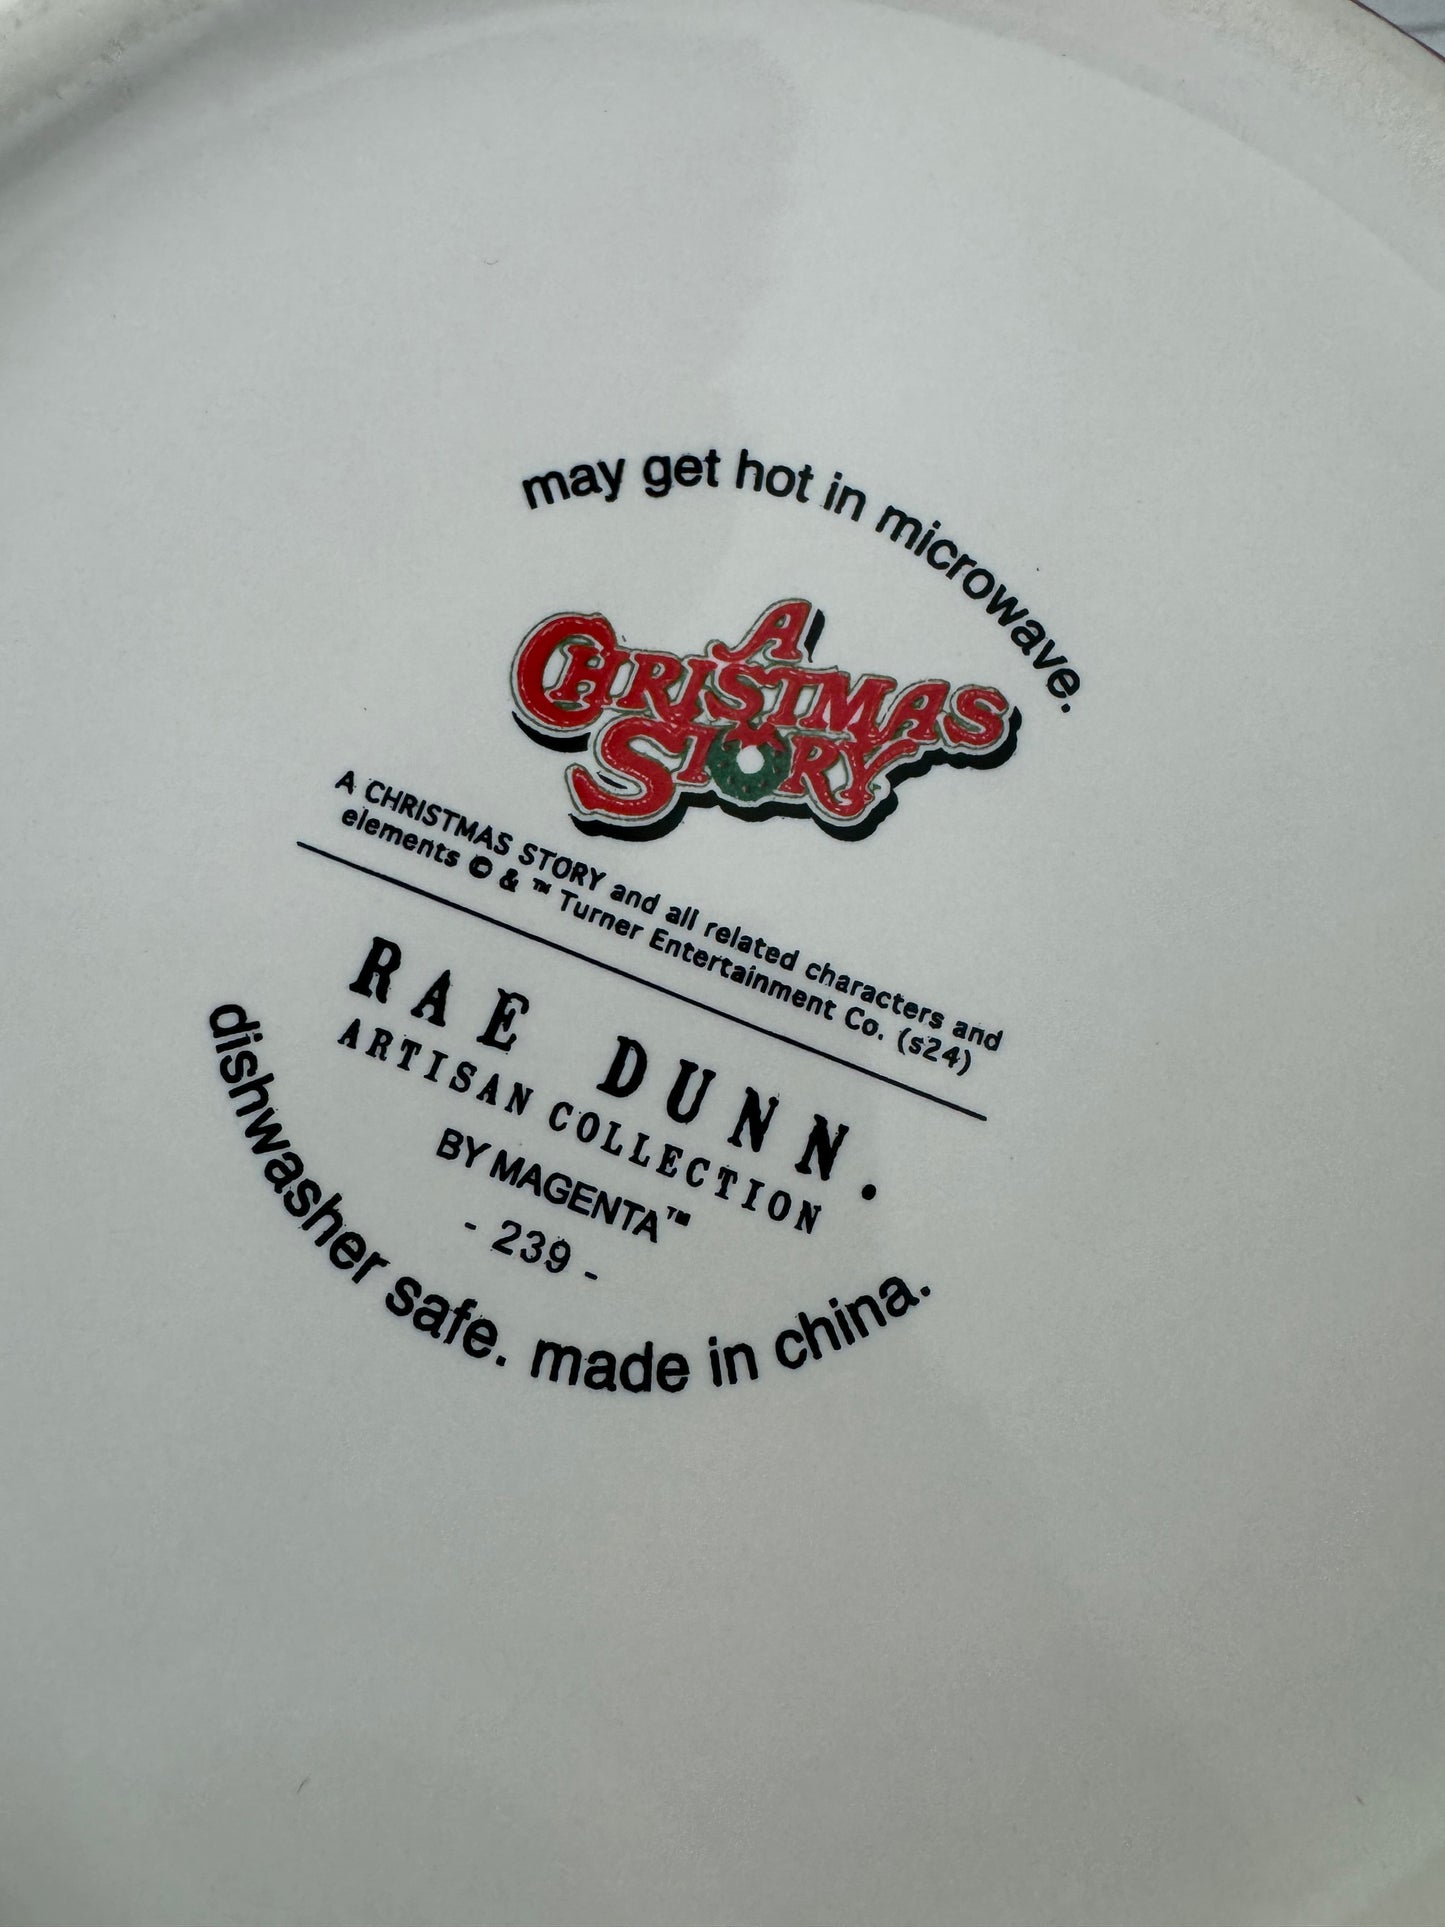 may get hot in microwave.
A
CHRISTMAS
STORY
A CHRISTMAS STORY and all related characters and
elements © & ™ Turner Entertainment Co. (s24)
RAE DUNN.
ARTISAN COLLECTION
BY MAGENTA™
- 239 -
dishwasher safe. made in china.